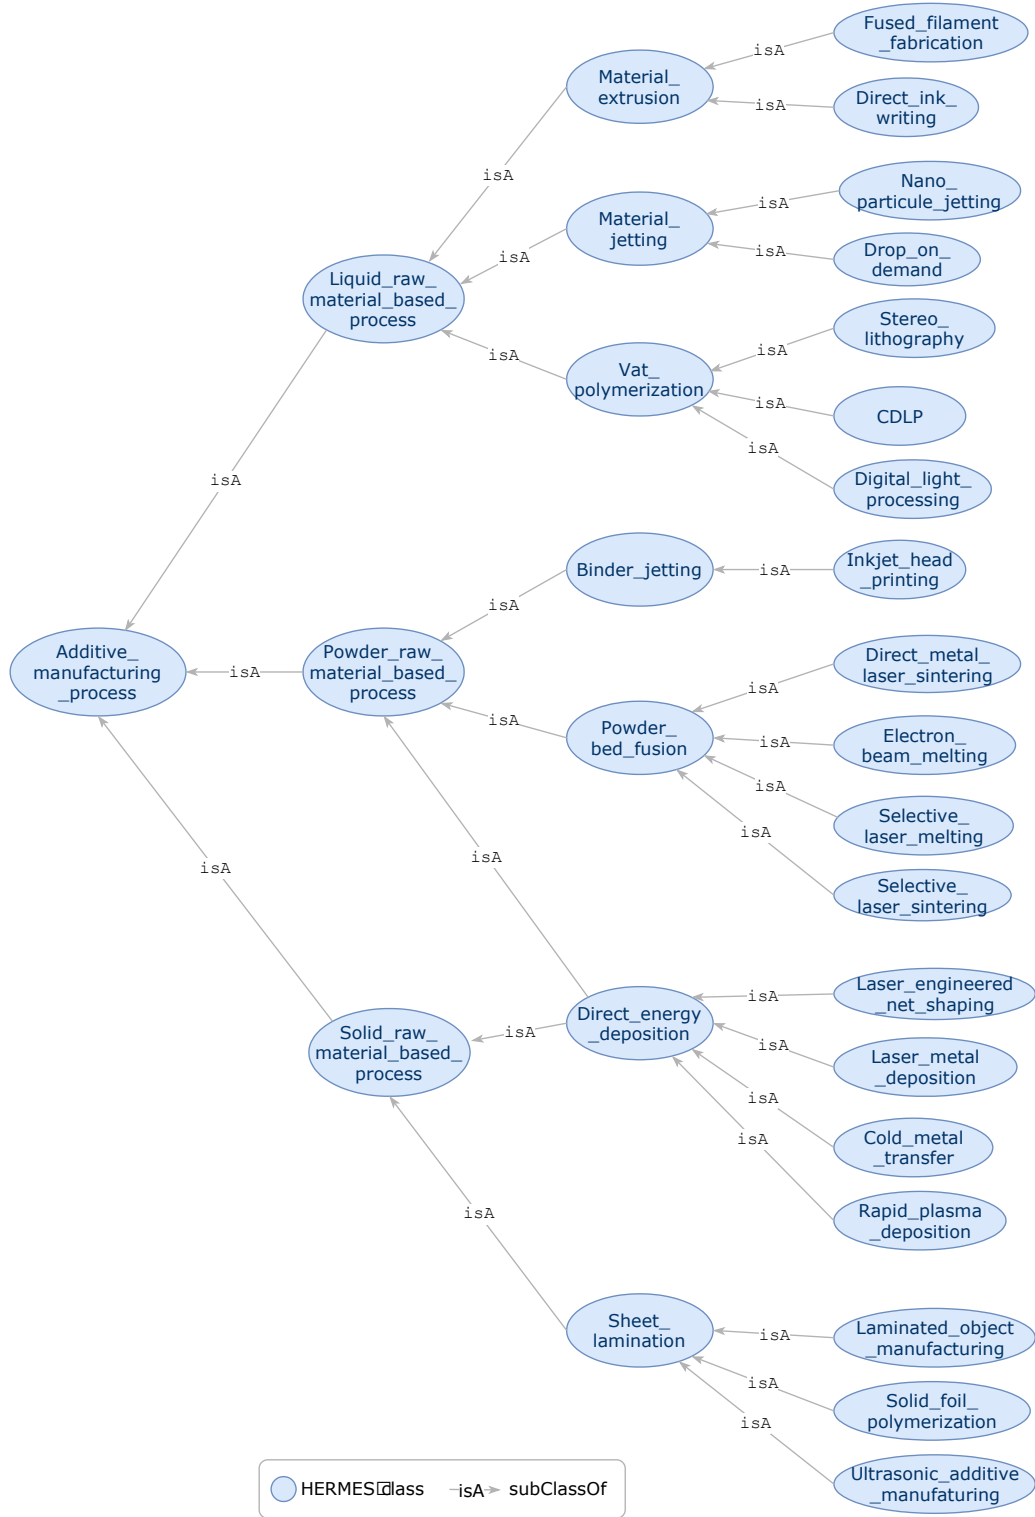 Fused_filament
_fabrication
isA
Material_
extrusion
isA
Direct_ink_
writing
isA
Nano_
particule_jetting
isA
Material_
jetting
isA
isA
Drop_on_
demand
Liquid_raw_
material_based_
process
Stereo_
lithography
isA
isA
Vat_
polymerization
isA
CDLP
isA
Digital_light_
processing
isA
Binder_jetting
isA
Inkjet_head
_printing
isA
Additive_
manufacturing
_process
isA
Powder_raw_
material_based_
process
Direct_metal_
laser_sintering
isA
isA
Powder_
bed_fusion
isA
Electron_
beam_melting
isA
Selective_
laser_melting
isA
isA
isA
Selective_
laser_sintering
Laser_engineered
_net_shaping
isA
Direct_energy
_deposition
isA
isA
Solid_raw_
material_based_
process
Laser_metal
_deposition
isA
isA
Cold_metal
_transfer
Rapid_plasma
_deposition
isA
Sheet_
lamination
isA
Laminated_object
_manufacturing
isA
Solid_foil_
polymerization
isA
Ultrasonic_additive
_manufaturing
HERMES lass
isA
subClassOf